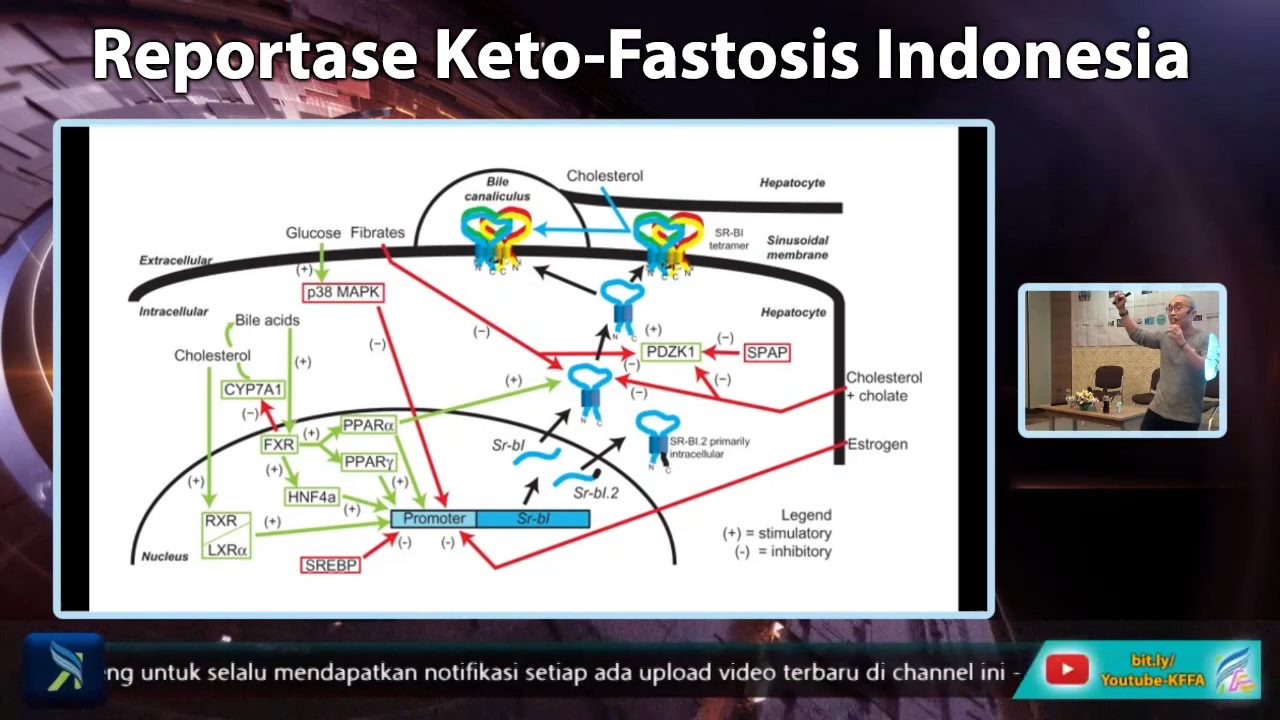 Reportase Keto-Fastosis Indonesia
Bile
canaliculus
Cholesterol
Hepatocyte
Glucose
Fibrates
SR-BI
tetramer
Sinusoidal
membrane
Extracellular
(+)
N
C
C
N
N
C
C
N
p38 MAPK
Intracellular
Bile acids
Hepatocyte
(−)
(−)
N
C
(+)
(−)
Cholesterol
(+)
PDZK1
SPAP
(−)
CYP7A1
(+)
(−)
(−)
Cholesterol
+ cholate
(−)
N
C
FXR
(+)
PPARα
Sr-bI
SR-BI.2 primarily
intracellular
Estrogen
PPARγ
(+)
N
C
(+)
(+)
HNF4a
(+)
Sr-bI.2
RXR
LXRα
(+)
Promoter
Sr-bI
Legend
(+) = stimulatory
(-) = inhibitory
(-)
(-)
Nucleus
SREBP
eng untuk selalu mendapatkan notifikasi setiap ada upload video terbaru di channel ini -
bit.ly/
Youtube-KFFA